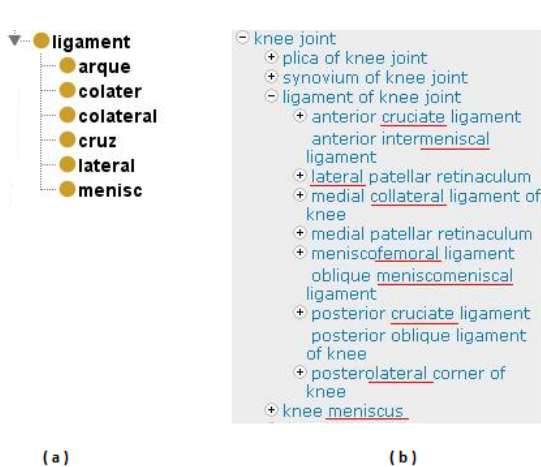 ligament
arque
colater
colateral
cruz
lateral
menisc
(a)
knee joint
plica of knee joint
synovium of knee joint
ligament of knee joint
anterior cruciate ligament
anterior intermeniscal
ligament
lateral patellar retinaculum
medial collateral ligament of
knee
medial patellar retinaculum
meniscofemoral ligament
oblique meniscomeniscal
ligament
posterior cruciate ligament
posterior oblique ligament
of knee
posterolateral corner of
knee
knee meniscus
(b)